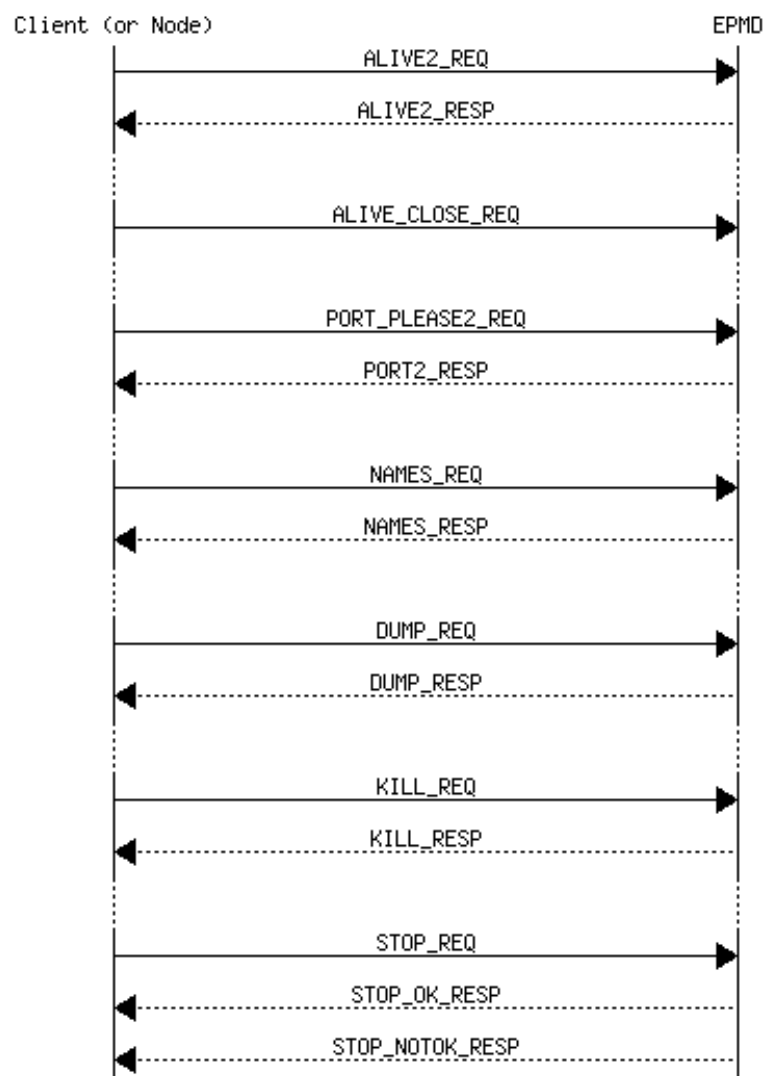 Client (or Node) EPMD
ALIVE2_REQ
ALIVE2_RESP
ALIVE_CLOSE_REQ
PORT_PLEASE2_REQ
PORT2_RESP
NAMES_REQ
NAMES_RESP
DUMP_REQ
DUMP_RESP
KILL_REQ
KILL_RESP
STOP_REQ
STOP_OK_RESP
STOP_NOTOK_RESP